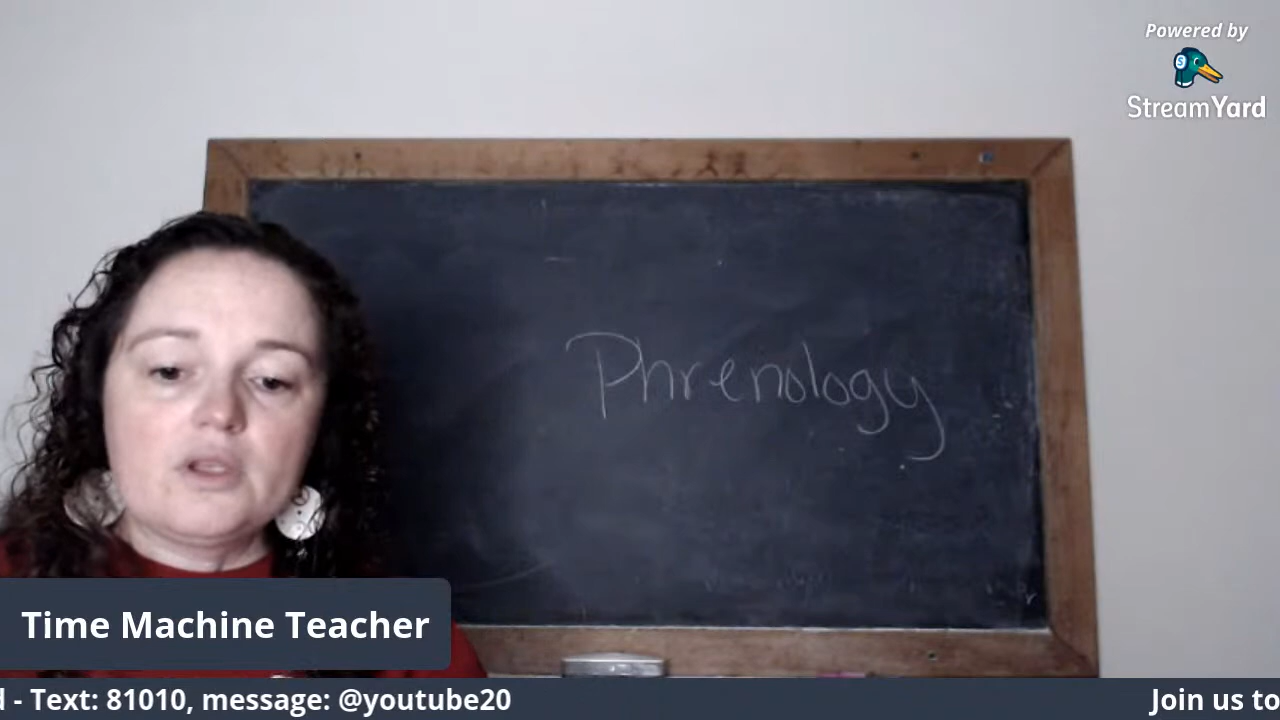 Powered by
StreamYard
Phrenology
Time Machine Teacher
d - Text: 81010, message: @youtube20
Join us to